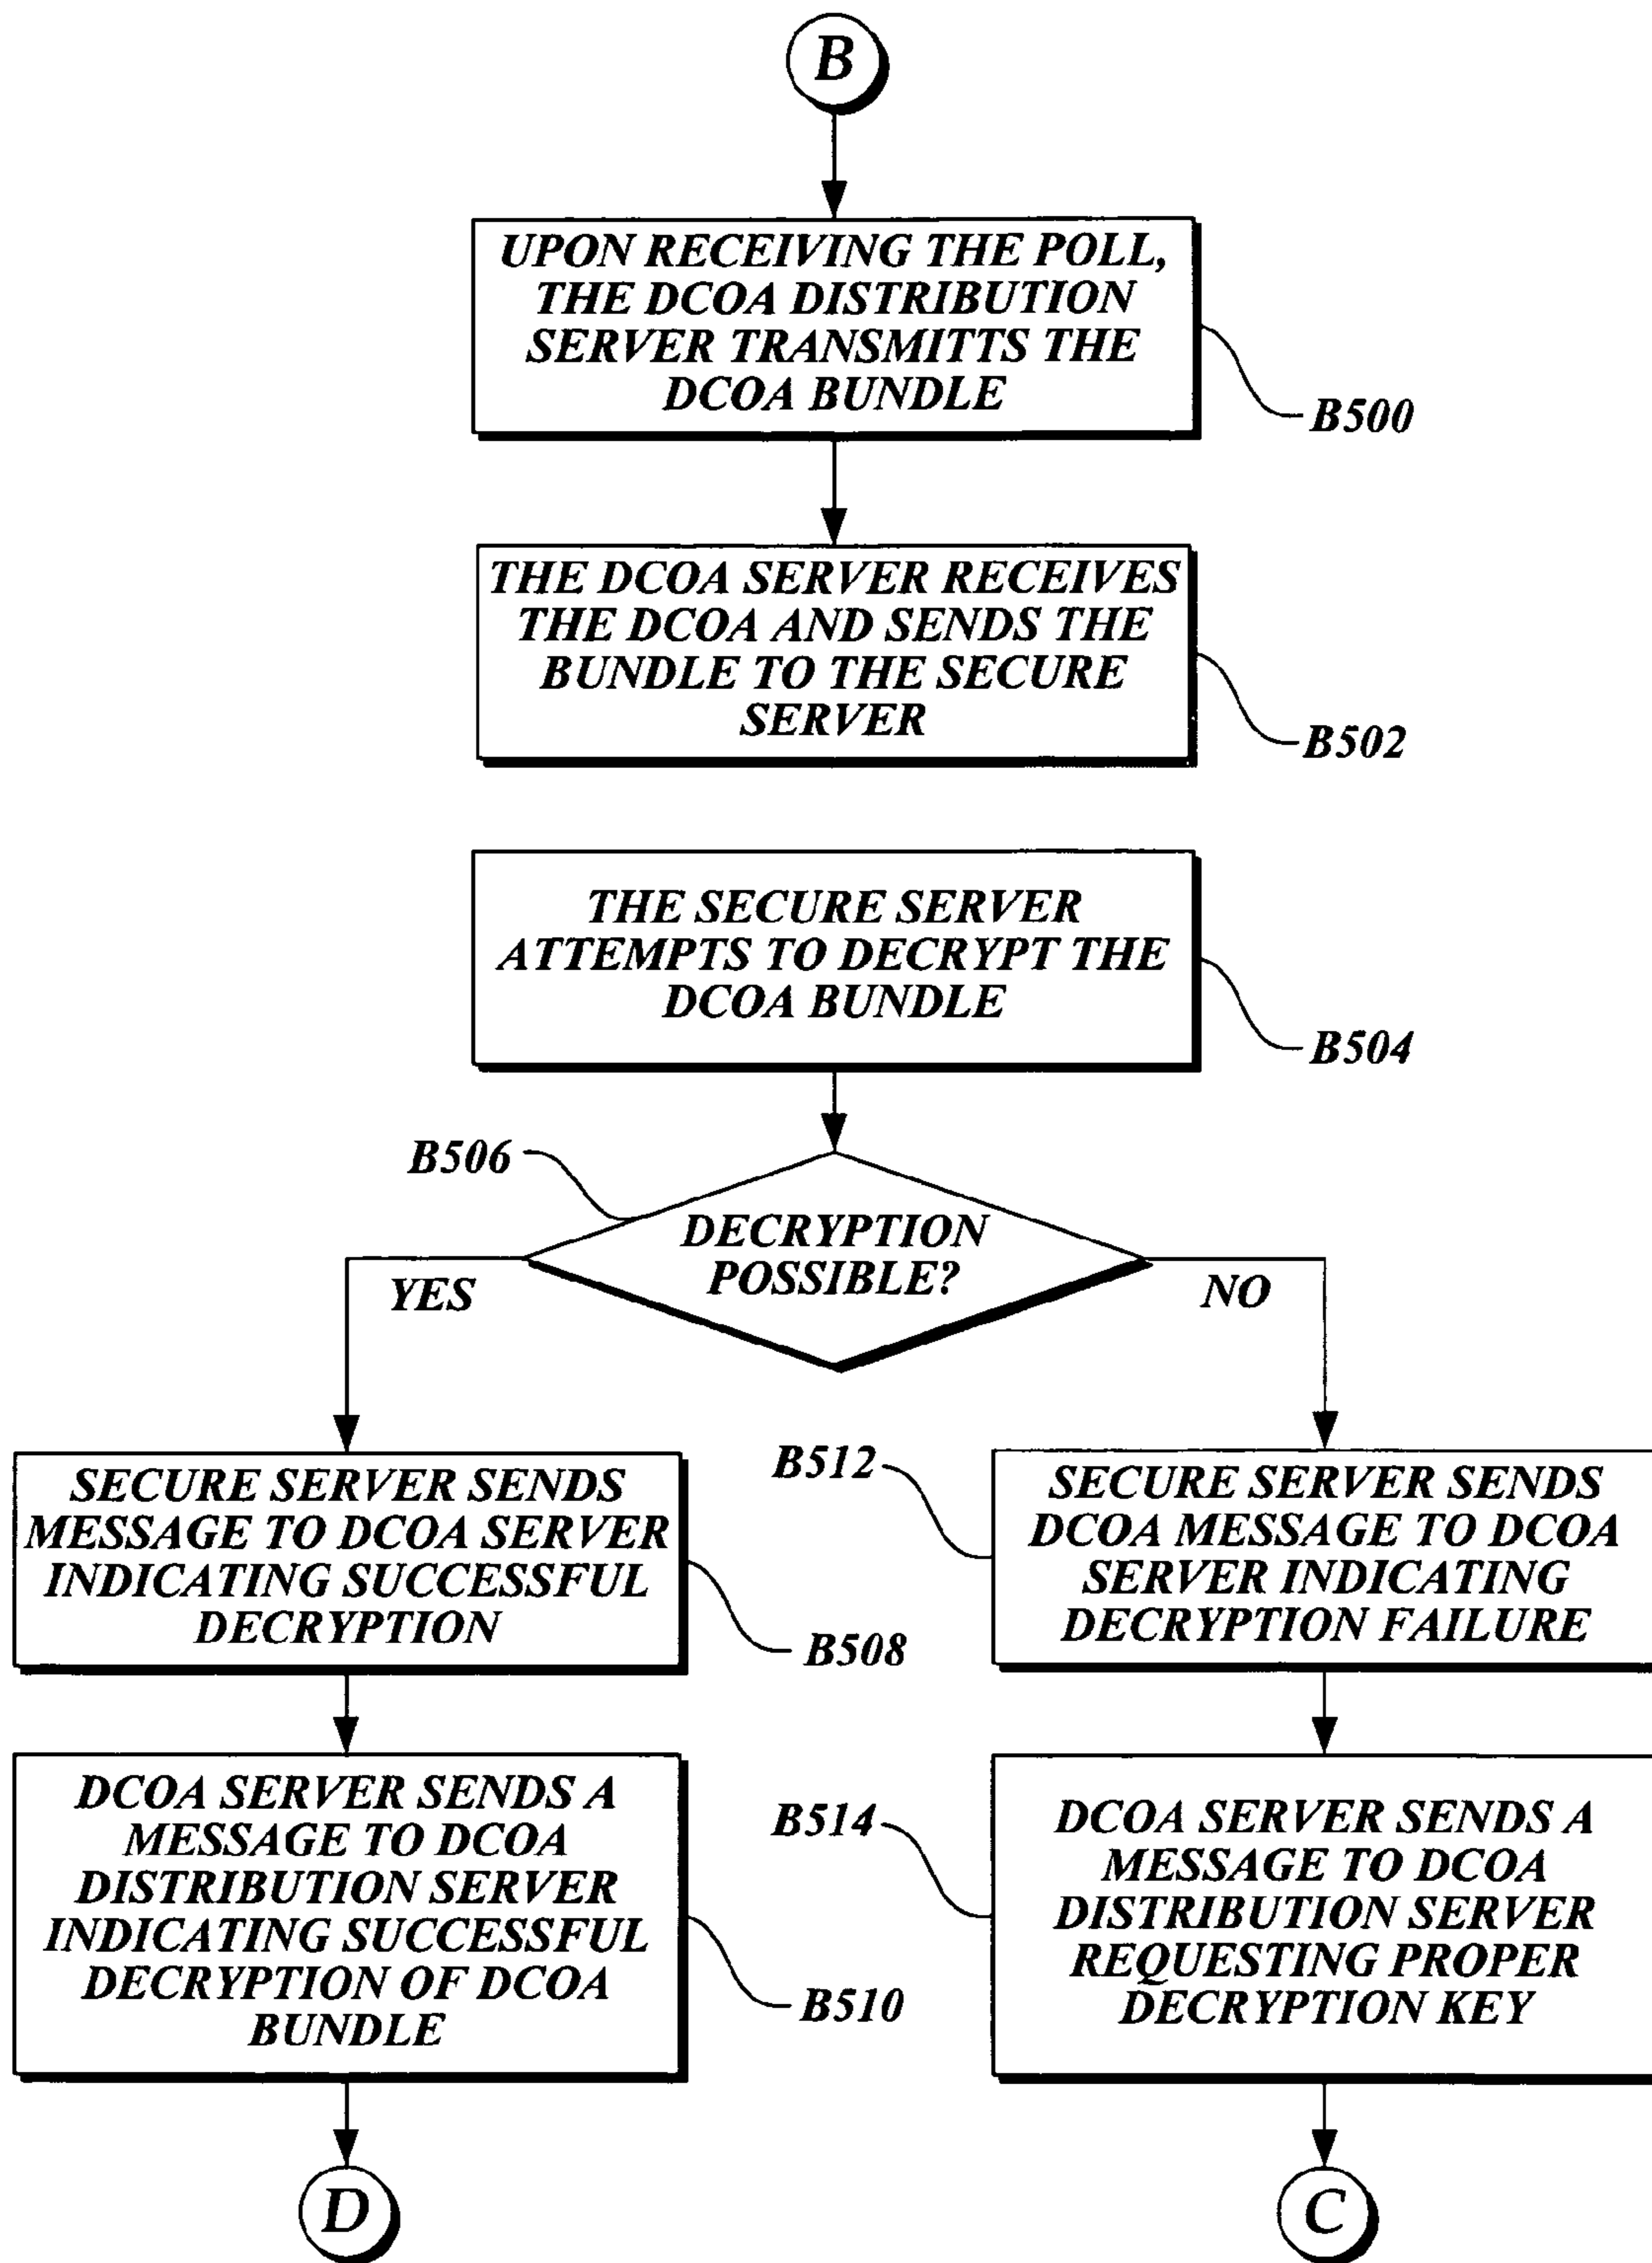 B
UPON RECEIVING THE POLL,
THE DCOA DISTRIBUTION
SERVER TRANSMITTS THE
DCOA BUNDLE
B500
THE DCOA SERVER RECEIVES
THE DCOA AND SENDS THE
BUNDLE TO THE SECURE
SERVER
B502
THE SECURE SERVER
ATTEMPTS TO DECRYPT THE
DCOA BUNDLE
B504
B506
DECRYPTION
POSSIBLE?
YES
NO
SECURE SERVER SENDS
MESSAGE TO DCOA SERVER
INDICATING SUCCESSFUL
DECRYPTION
B508
B512
SECURE SERVER SENDS
DCOA MESSAGE TO DCOA
SERVER INDICATING
DECRYPTION FAILURE
DCOA SERVER SENDS A
MESSAGE TO DCOA
DISTRIBUTION SERVER
INDICATING SUCCESSFUL
DECRYPTION OF DCOA
BUNDLE
B510
B514
DCOA SERVER SENDS A
MESSAGE TO DCOA
DISTRIBUTION SERVER
REQUESTING PROPER
DECRYPTION KEY
D
C